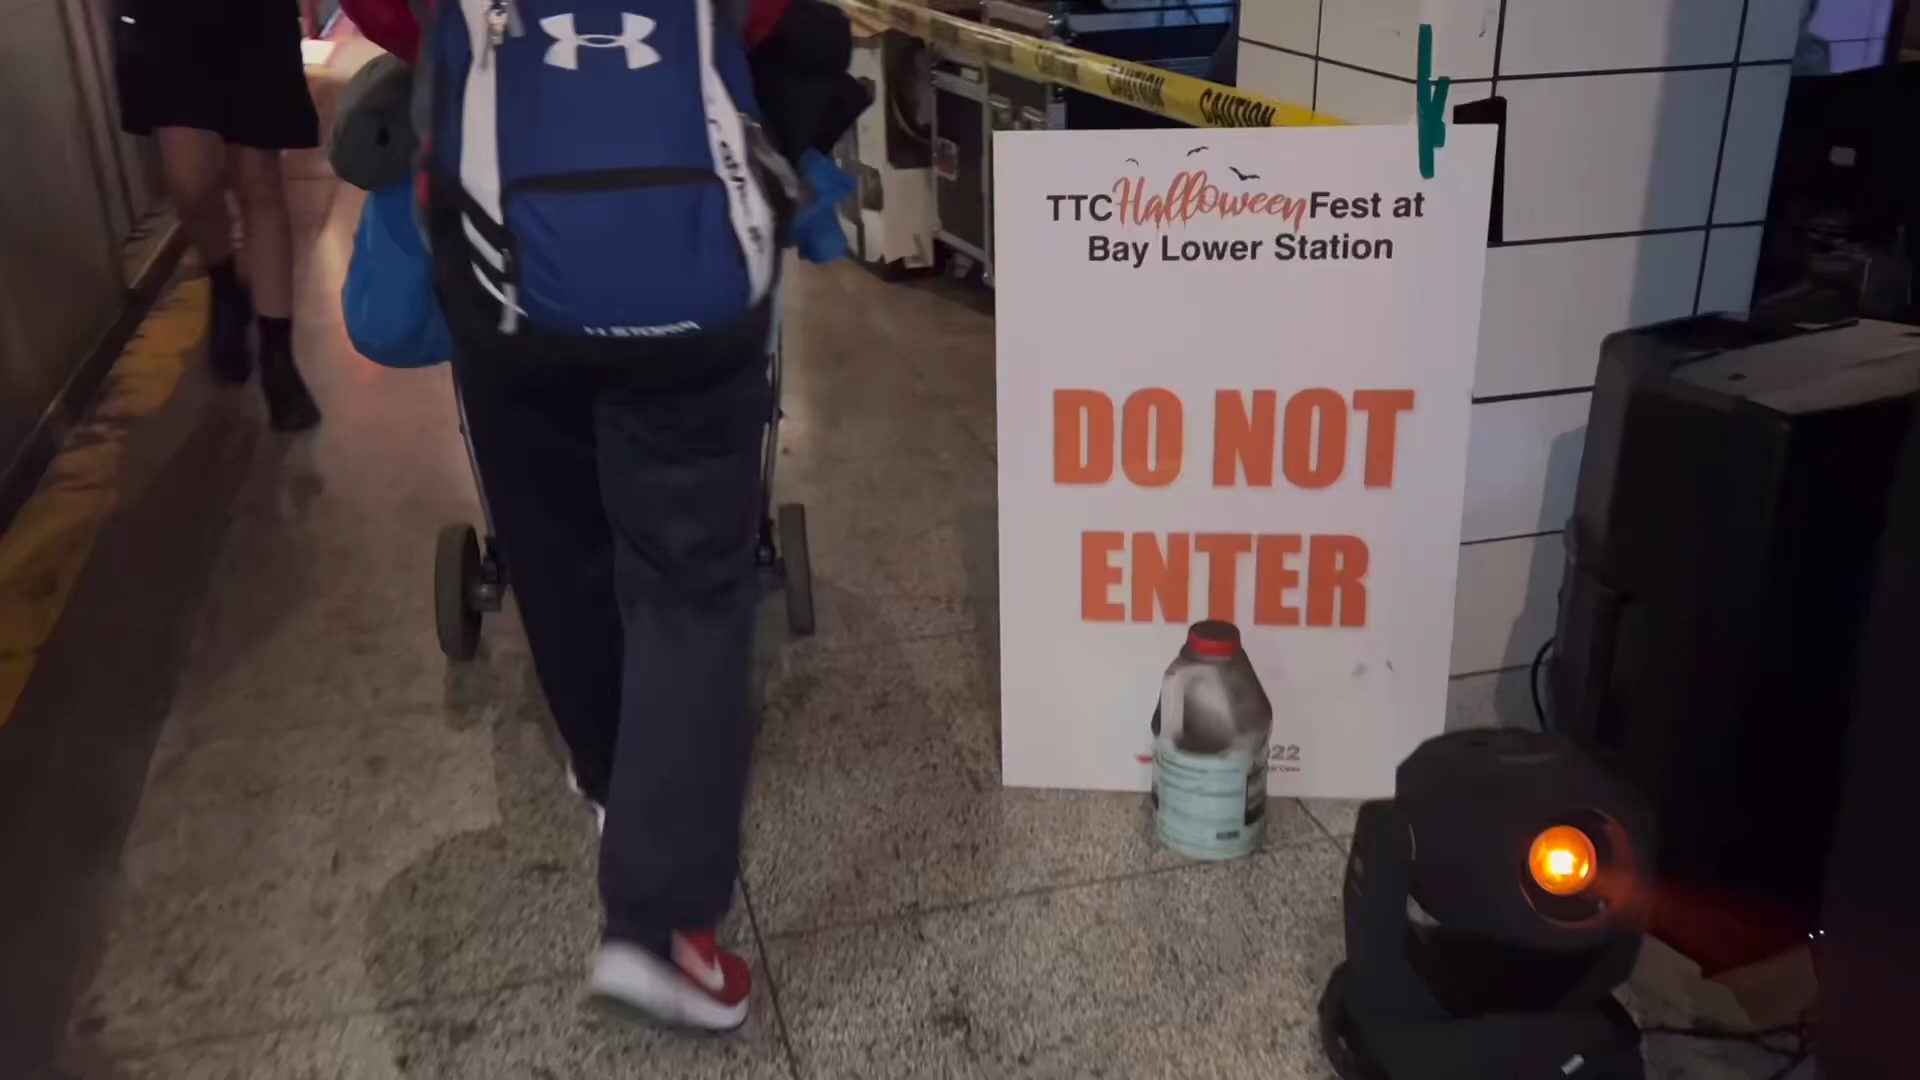 CAUTION
CAUTION
TTC Halloween Fest at
Bay Lower Station
DO NOT
ENTER